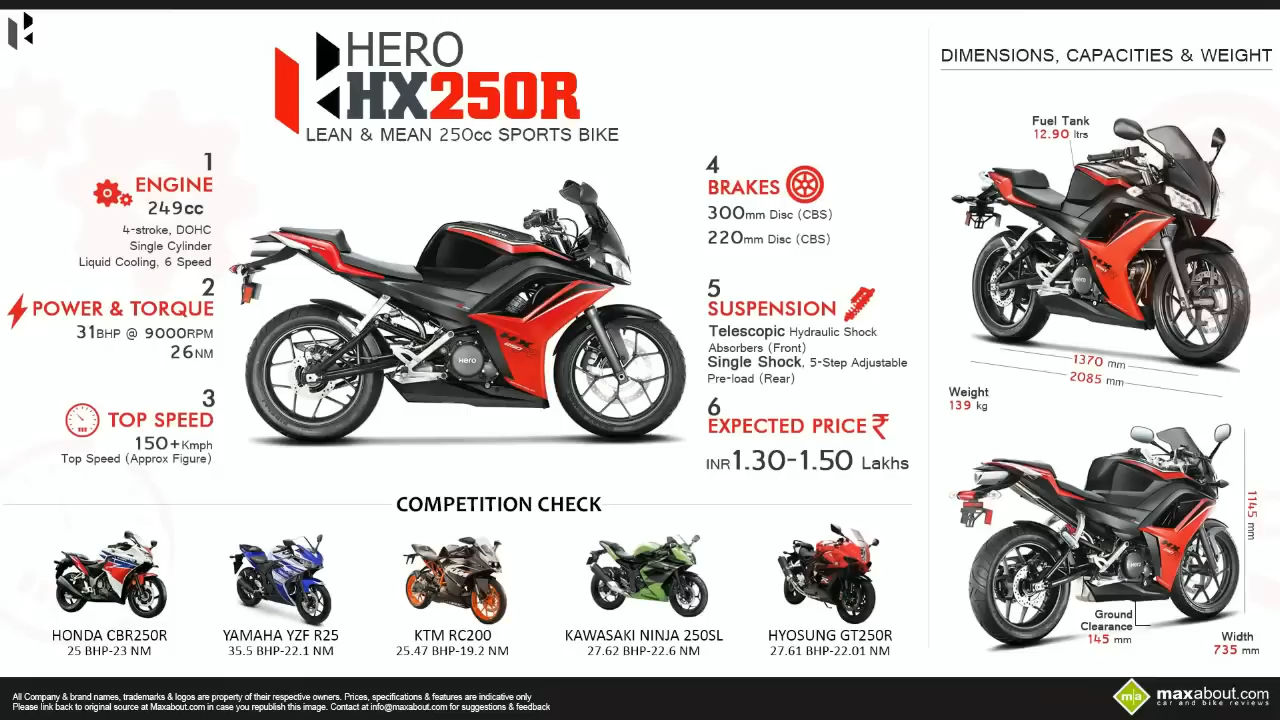 HERO
HX250R
LEAN & MEAN 250cc SPORTS BIKE
1
ENGINE
249cc
4-stroke, DOHC
Single Cylinder
Liquid Cooling, 6 Speed
2
POWER & TORQUE
31BHP @ 9000RPM
26NM
3
TOP SPEED
150+Kmph
Top Speed (Approx Figure)
4
BRAKES
300mm Disc (CBS)
220mm Disc (CBS)
5
SUSPENSION
Telescopic Hydraulic Shock
Absorbers (Front)
Single Shock, 5-Step Adjustable
Pre-load (Rear)
6
EXPECTED PRICE ₹
INR 1.30-1.50 Lakhs
COMPETITION CHECK
HONDA CBR250R
25 BHP-23 NM
YAMAHA YZF R25
35.5 BHP-22.1 NM
KTM RC200
25.47 BHP-19.2 NM
KAWASAKI NINJA 250SL
27.62 BHP-22.6 NM
HYOSUNG GT250R
27.61 BHP-22.01 NM
DIMENSIONS, CAPACITIES & WEIGHT
Fuel Tank
12.90 ltrs
1370 mm
2085 mm
Weight
139 kg
1145 mm
Ground
Clearance
145 mm
Width
735 mm
All Company & brand names, trademarks & logos are property of their respective owners. Prices, specifications & features are indicative only
Please link back to original source at Maxabout.com in case you republish this image. Contact at info@maxabout.com for suggestions & feedback
m|a
maxabout.com
car and bike reviews